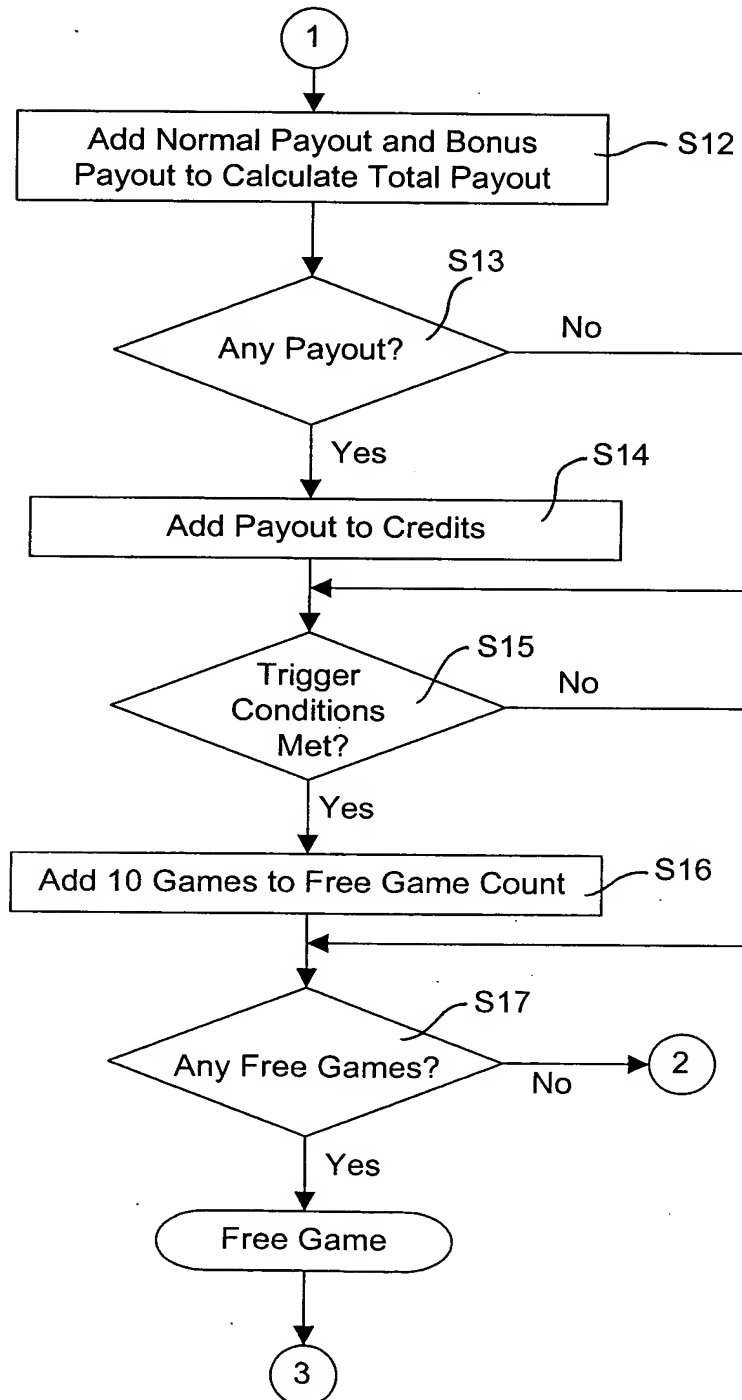 1
Add Normal Payout and Bonus
Payout to Calculate Total Payout
S12
S13
Any Payout?
No
Yes
S14
Add Payout to Credits
S15
Trigger
Conditions
Met?
No
Yes
S16
Add 10 Games to Free Game Count
S17
Any Free Games?
No
2
Yes
Free Game
3